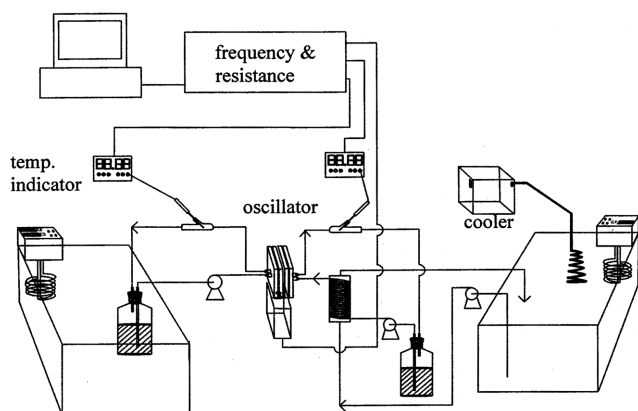 frequency &
resistance
temp.
indicator
oscillator
cooler